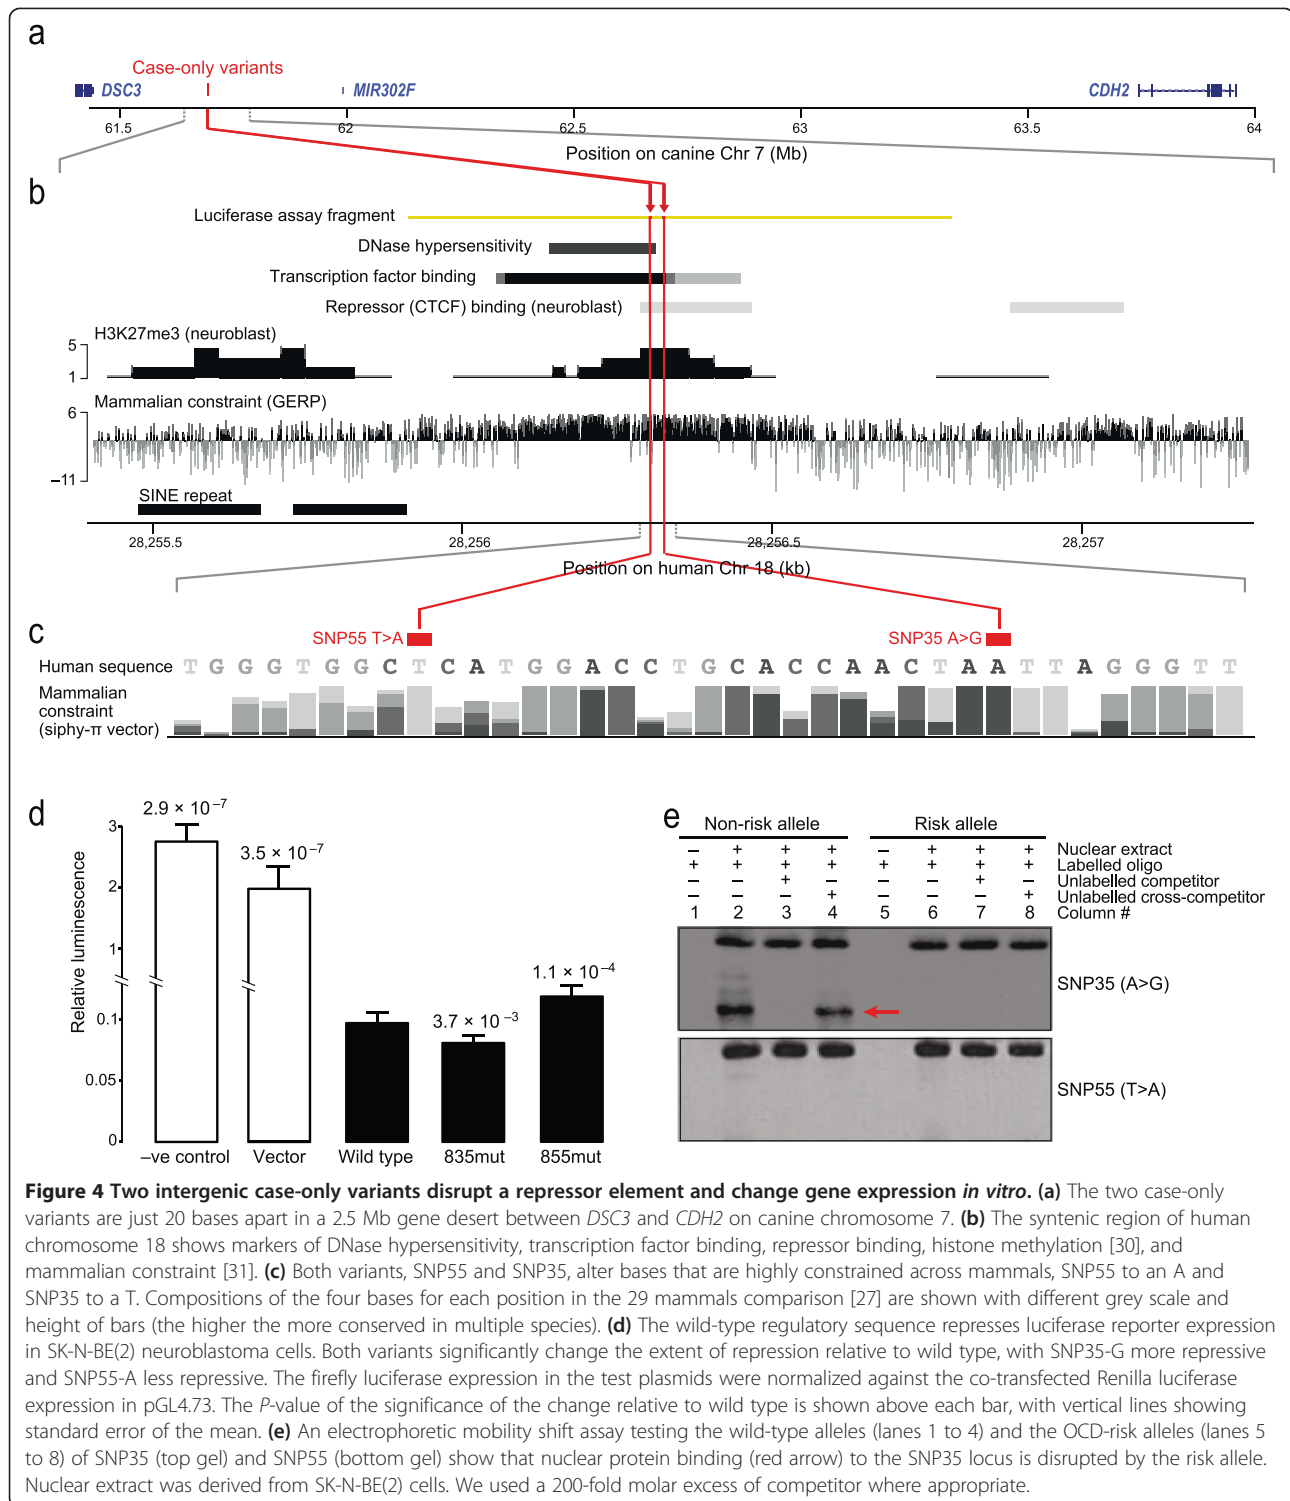 a
Case-only variants
DSC3
MIR302F
CDH2
61.5 62 62.5 63 63.5 64
Position on canine Chr 7 (Mb)
b
Luciferase assay fragment
DNase hypersensitivity
Transcription factor binding
Repressor (CTCF) binding (neuroblast)
H3K27me3 (neuroblast)
5
1
Mammalian constraint (GERP)
6
−11
SINE repeat
28,255.5 28,256 28,256.5 28,257
Position on human Chr 18 (kb)
c
SNP55 T>A
SNP35 A>G
Human sequence T G G G T G G C T C A T G G A C C T G C A C C A A C T A A T T A G G G T T
Mammalian
constraint
(siphy-π vector)
d
Relative luminescence
3
2
1
0.1
0.05
0
2.9 × 10−7
3.5 × 10−7
3.7 × 10−3
1.1 × 10−4
−ve control Vector Wild type 835mut 855mut
e
Non-risk allele Risk allele
− + + + − + + + Nuclear extract
+ + + + + + + + Labelled oligo
− − + − − − + − Unlabelled competitor
− − − + − − − + Unlabelled cross-competitor
1 2 3 4 5 6 7 8 Column #
SNP35 (A>G)
SNP55 (T>A)
Figure 4 Two intergenic case-only variants disrupt a repressor element and change gene expression in vitro. (a) The two case-only
variants are just 20 bases apart in a 2.5 Mb gene desert between DSC3 and CDH2 on canine chromosome 7. (b) The syntenic region of human
chromosome 18 shows markers of DNase hypersensitivity, transcription factor binding, repressor binding, histone methylation [30], and
mammalian constraint [31]. (c) Both variants, SNP55 and SNP35, alter bases that are highly constrained across mammals, SNP55 to an A and
SNP35 to a T. Compositions of the four bases for each position in the 29 mammals comparison [27] are shown with different grey scale and
height of bars (the higher the more conserved in multiple species). (d) The wild-type regulatory sequence represses luciferase reporter expression
in SK-N-BE(2) neuroblastoma cells. Both variants significantly change the extent of repression relative to wild type, with SNP35-G more repressive
and SNP55-A less repressive. The firefly luciferase expression in the test plasmids were normalized against the co-transfected Renilla luciferase
expression in pGL4.73. The P-value of the significance of the change relative to wild type is shown above each bar, with vertical lines showing
standard error of the mean. (e) An electrophoretic mobility shift assay testing the wild-type alleles (lanes 1 to 4) and the OCD-risk alleles (lanes 5
to 8) of SNP35 (top gel) and SNP55 (bottom gel) show that nuclear protein binding (red arrow) to the SNP35 locus is disrupted by the risk allele.
Nuclear extract was derived from SK-N-BE(2) cells. We used a 200-fold molar excess of competitor where appropriate.